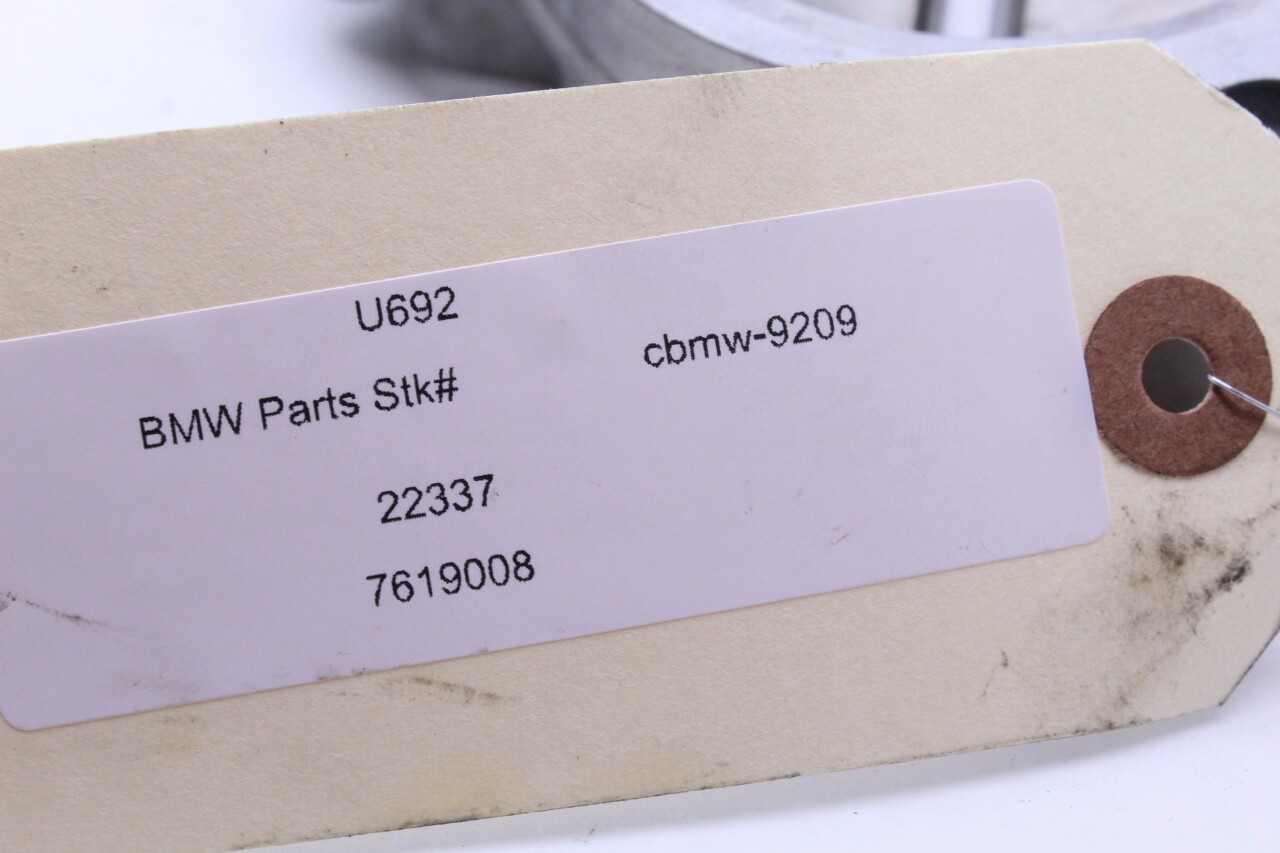 U692
cbmw-9209
BMW Parts Stk#
22337
7619008